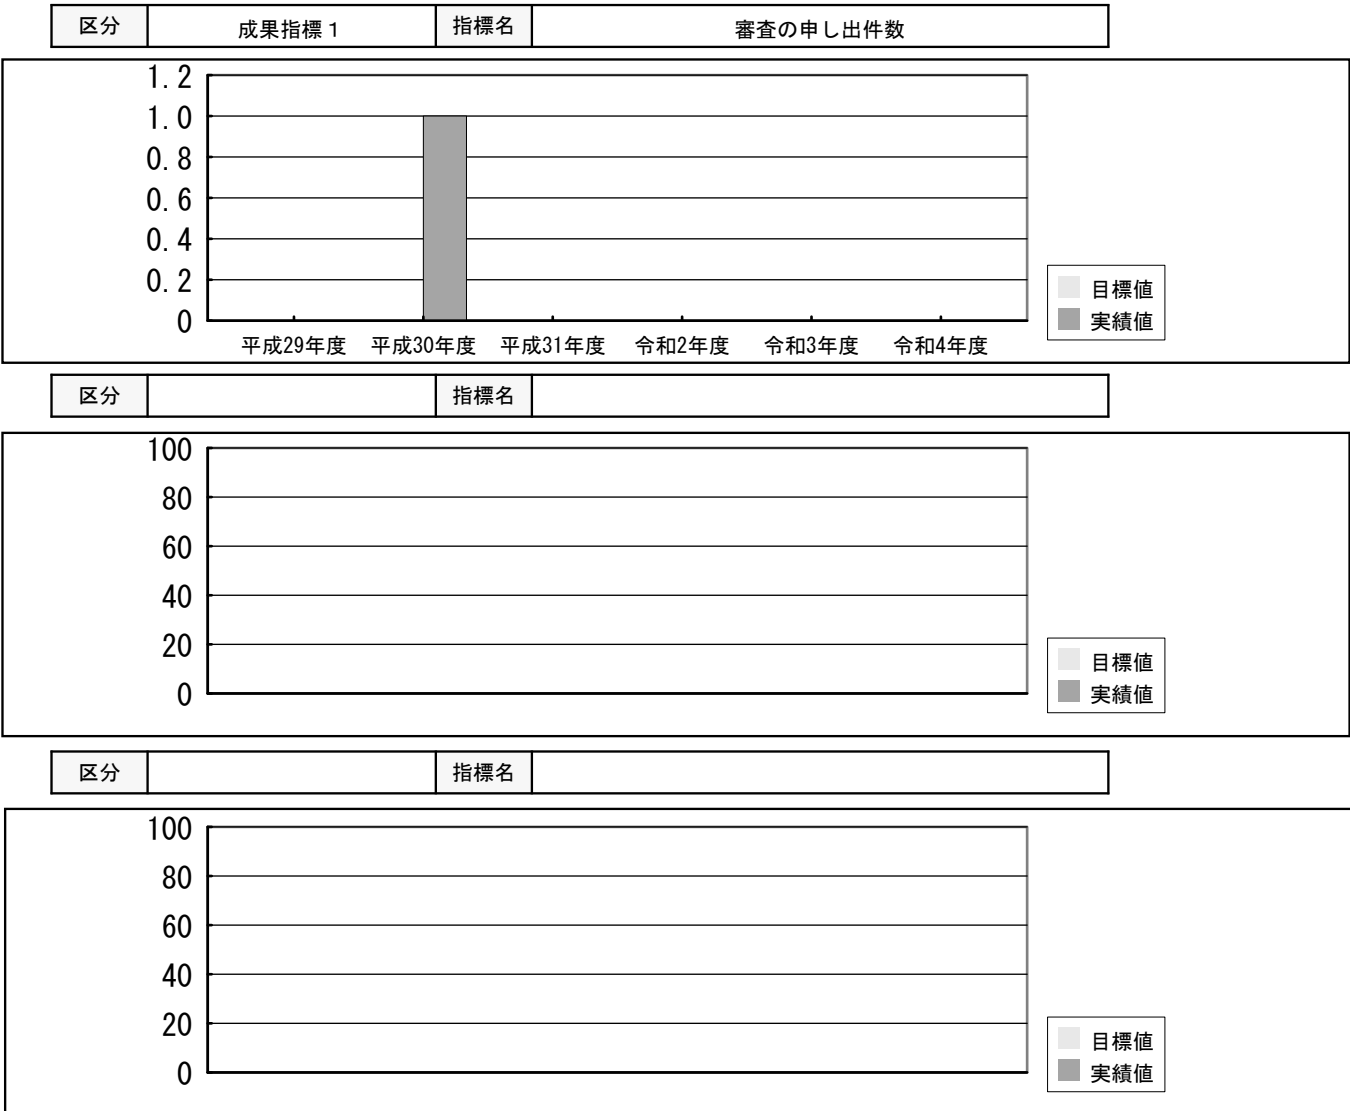 区分 成果指標１ 指標名 審査の申し出件数
1.2
1.0
0.8
0.6
0.4
0.2
0
平成29年度 平成30年度 平成31年度 令和2年度 令和3年度 令和4年度
目標値
実績値
区分 指標名
100
80
60
40
20
0
目標値
実績値
区分 指標名
100
80
60
40
20
0
目標値
実績値